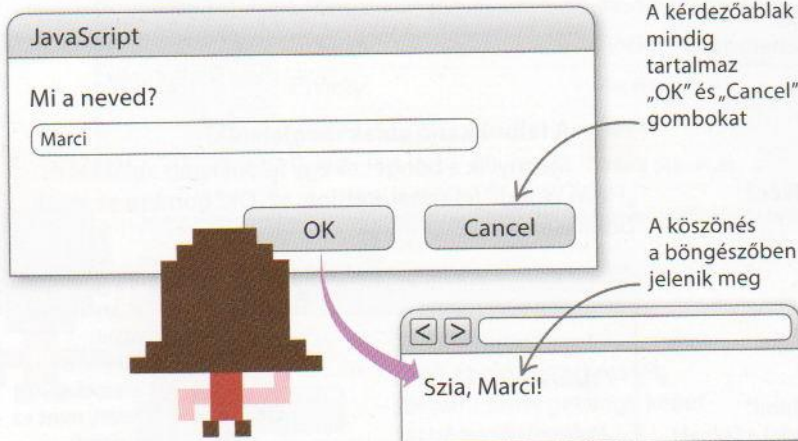 JavaScript
Mi a neved?
Marci
OK
Cancel
A kérdezőablak
mindig
tartalmaz
„OK” és „Cancel”
gombokat
A köszönés
a böngészőben
jelenik meg
< >
Szia, Marci!